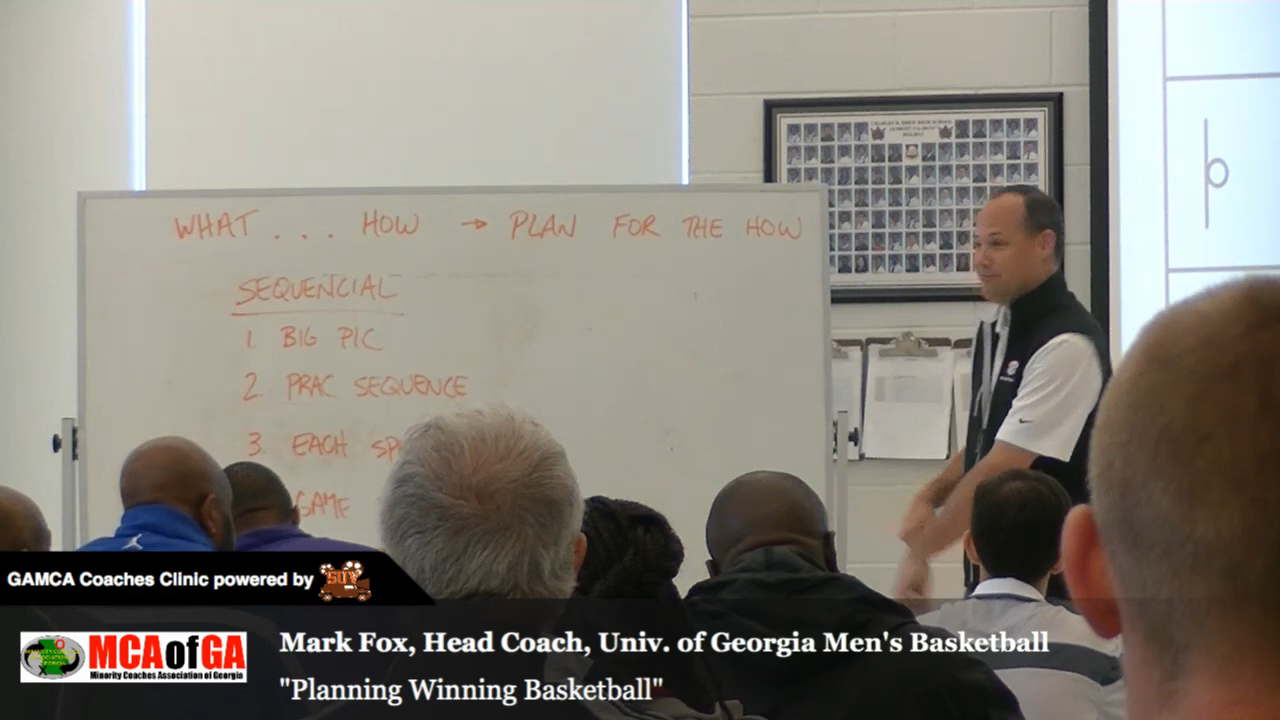 WHAT . . . HOW → PLAN FOR THE HOW
SEQUENCIAL
1. BIG PIC
2. PRAC SEQUENCE
3. EACH
GAME
GAMCA Coaches Clinic powered by
MCAofGA
Minority Coaches Association of Georgia
Mark Fox, Head Coach, Univ. of Georgia Men's Basketball
"Planning Winning Basketball"